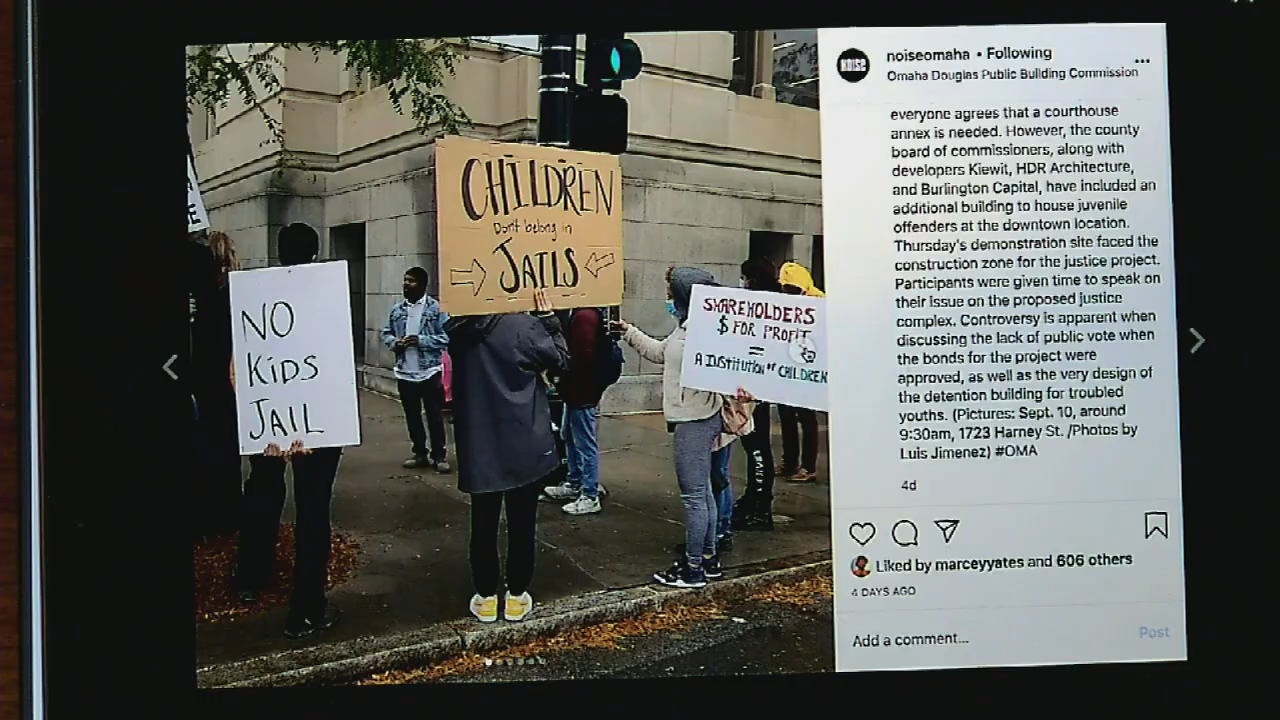 CHILDREN
Don't belong in
JAILS
NO
KiDS
JAIL
SHAREHOLDERS
$ FOR PROFIT
=
A INStitution OF CHILDREN
NOISE
noiseomaha • Following
Omaha Douglas Public Building Commission
everyone agrees that a courthouse
annex is needed. However, the county
board of commissioners, along with
developers Kiewit, HDR Architecture,
and Burlington Capital, have included an
additional building to house juvenile
offenders at the downtown location.
Thursday's demonstration site faced the
construction zone for the justice project.
Participants were given time to speak on
their issue on the proposed justice
complex. Controversy is apparent when
discussing the lack of public vote when
the bonds for the project were
approved, as well as the very design of
the detention building for troubled
youths. (Pictures: Sept. 10, around
9:30am, 1723 Harney St. /Photos by
Luis Jimenez) #OMA
4d
Liked by marceyyates and 606 others
4 DAYS AGO
Add a comment...
Post